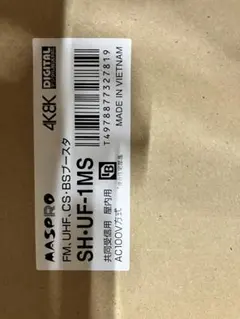 MASPRO
FM, UHF, CS・BSブースタ
SH・UF-1MS
共同受信用 屋内用
AC100V方式
4K8K DIGITAL
T4978877327819
MADE IN VIETNAM